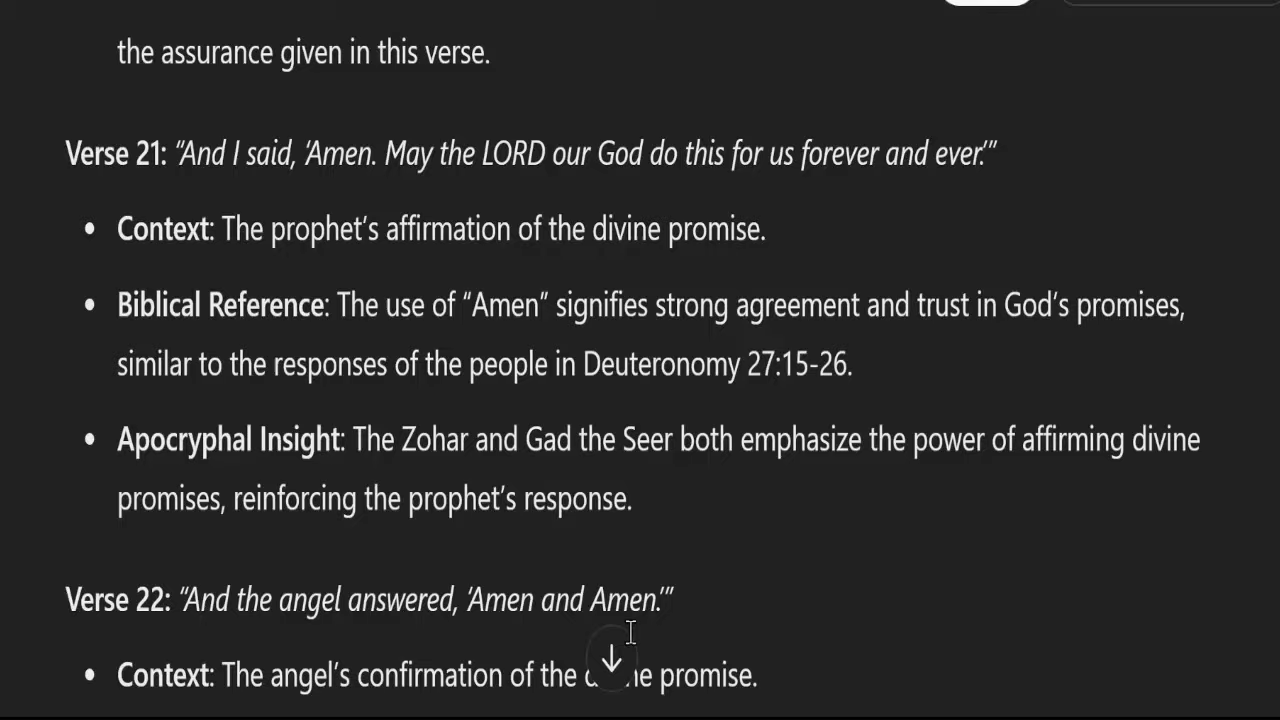 the assurance given in this verse.
Verse 21: “And I said, ‘Amen. May the LORD our God do this for us forever and ever.’”
• Context: The prophet’s affirmation of the divine promise.
• Biblical Reference: The use of “Amen” signifies strong agreement and trust in God’s promises,
similar to the responses of the people in Deuteronomy 27:15-26.
• Apocryphal Insight: The Zohar and Gad the Seer both emphasize the power of affirming divine
promises, reinforcing the prophet’s response.
Verse 22: “And the angel answered, ‘Amen and Amen.’”
• Context: The angel’s confirmation of the promise.